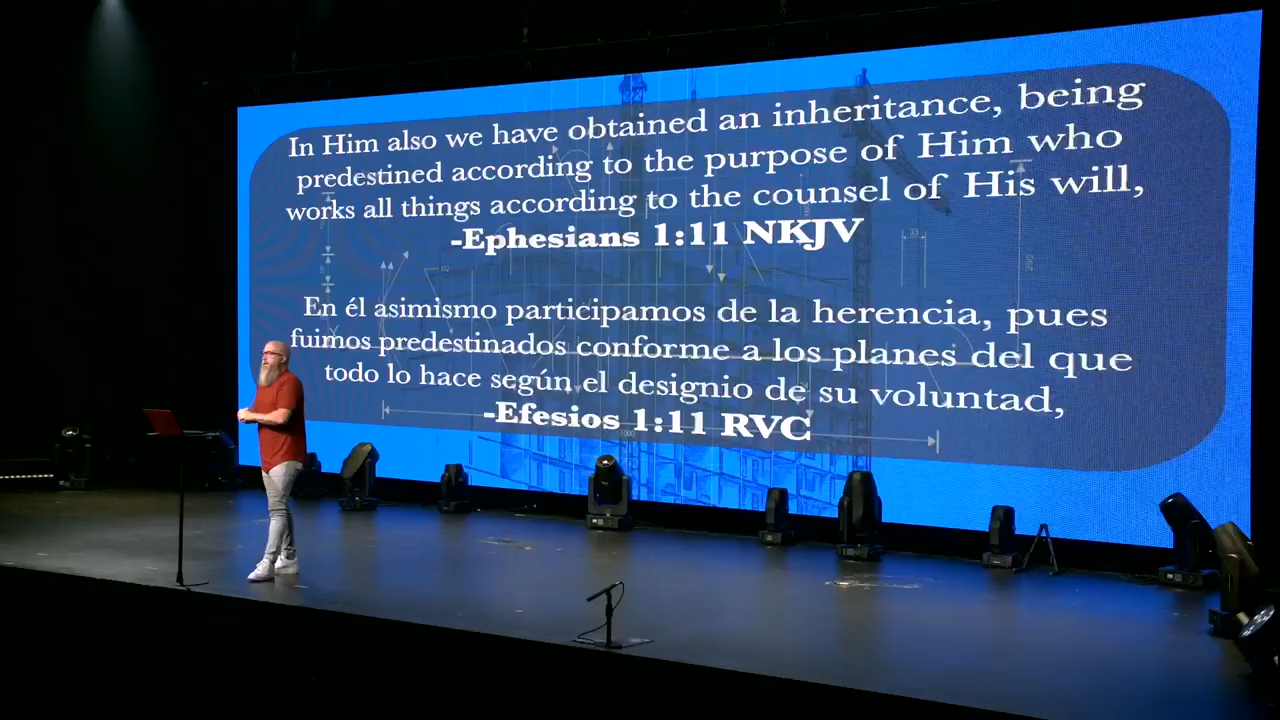 In Him also we have obtained an inheritance, being
predestined according to the purpose of Him who
works all things according to the counsel of His will,
-Ephesians 1:11 NKJV
En él asimismo participamos de la herencia, pues
fuimos predestinados conforme a los planes del que
todo lo hace según el designio de su voluntad,
-Efesios 1:11 RVC
33